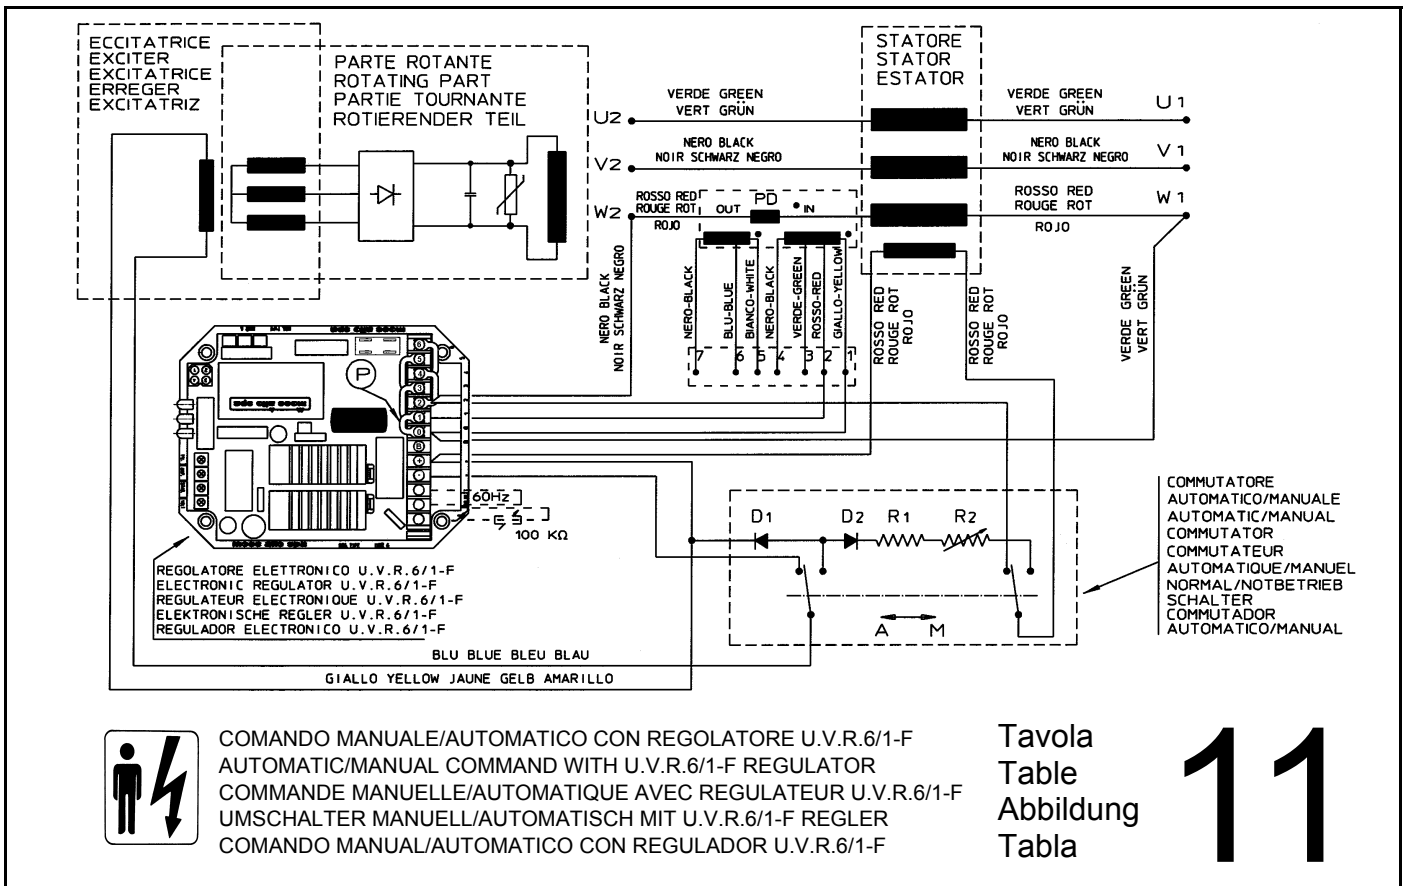 ECCITATRICE
EXCITER
EXCITATRICE
ERREGER
EXCITATRIZ
PARTE ROTANTE
ROTATING PART
PARTIE TOURNANTE
ROTIERENDER TEIL
STATORE
STATOR
ESTATOR
U2
VERDE GREEN
VERT GRÜN
VERDE GREEN
VERT GRÜN
U1
V2
NERO BLACK
NOIR SCHWARZ NEGRO
NERO BLACK
NOIR SCHWARZ NEGRO
V1
W2
ROSSO RED
ROUGE ROT
ROJO
OUT
PD
IN
ROSSO RED
ROUGE ROT
ROJO
W1
NERO BLACK
NOIR SCHWARZ NEGRO
NERO-BLACK
BLU-BLUE
BIANCO-WHITE
NERO-BLACK
VERDE-GREEN
ROSSO-RED
GIALLO-YELLOW
7 6 5 4 3 2 1
ROSSO RED
ROUGE ROT
ROJO
ROSSO RED
ROUGE ROT
ROJO
VERDE GREEN
VERT GRÜN
P
6
5
4
3
2
1
0
B
+
-
60Hz
100 KΩ
REGOLATORE ELETTRONICO U.V.R.6/1-F
ELECTRONIC REGULATOR U.V.R.6/1-F
REGULATEUR ELECTRONIQUE U.V.R.6/1-F
ELEKTRONISCHE REGLER U.V.R.6/1-F
REGULADOR ELECTRONICO U.V.R.6/1-F
D1 D2 R1 R2
A M
COMMUTATORE
AUTOMATICO/MANUALE
AUTOMATIC/MANUAL
COMMUTATOR
COMMUTATEUR
AUTOMATIQUE/MANUEL
NORMAL/NOTBETRIEB
SCHALTER
COMMUTADOR
AUTOMATICO/MANUAL
BLU BLUE BLEU BLAU
GIALLO YELLOW JAUNE GELB AMARILLO
COMANDO MANUALE/AUTOMATICO CON REGOLATORE U.V.R.6/1-F
AUTOMATIC/MANUAL COMMAND WITH U.V.R.6/1-F REGULATOR
COMMANDE MANUELLE/AUTOMATIQUE AVEC REGULATEUR U.V.R.6/1-F
UMSCHALTER MANUELL/AUTOMATISCH MIT U.V.R.6/1-F REGLER
COMANDO MANUAL/AUTOMATICO CON REGULADOR U.V.R.6/1-F
Tavola
Table
Abbildung
Tabla
11